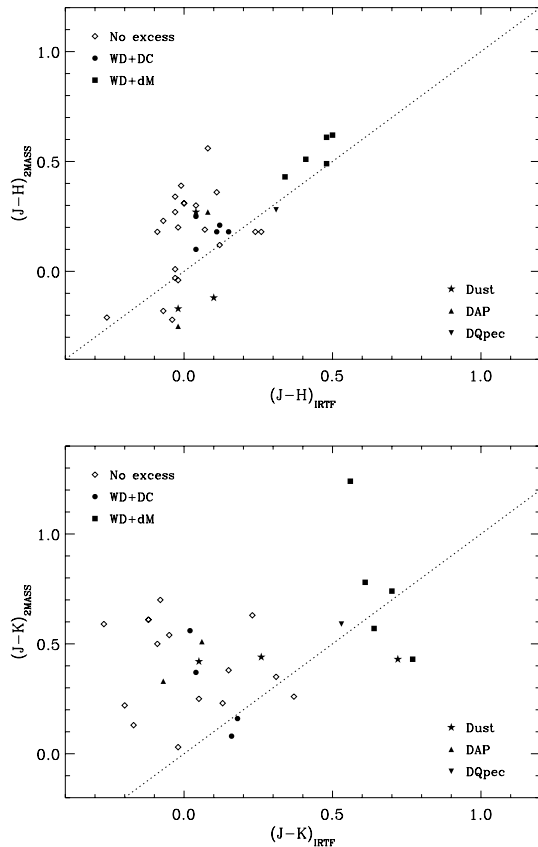 No excess
WD+DC
WD+dM
Dust
DAP
DQpec
1.0
0.5
0.0
(J−H)2MASS
0.0
0.5
1.0
(J−H)IRTF
No excess
WD+DC
WD+dM
Dust
DAP
DQpec
1.0
0.5
0.0
(J−K)2MASS
0.0
0.5
1.0
(J−K)IRTF